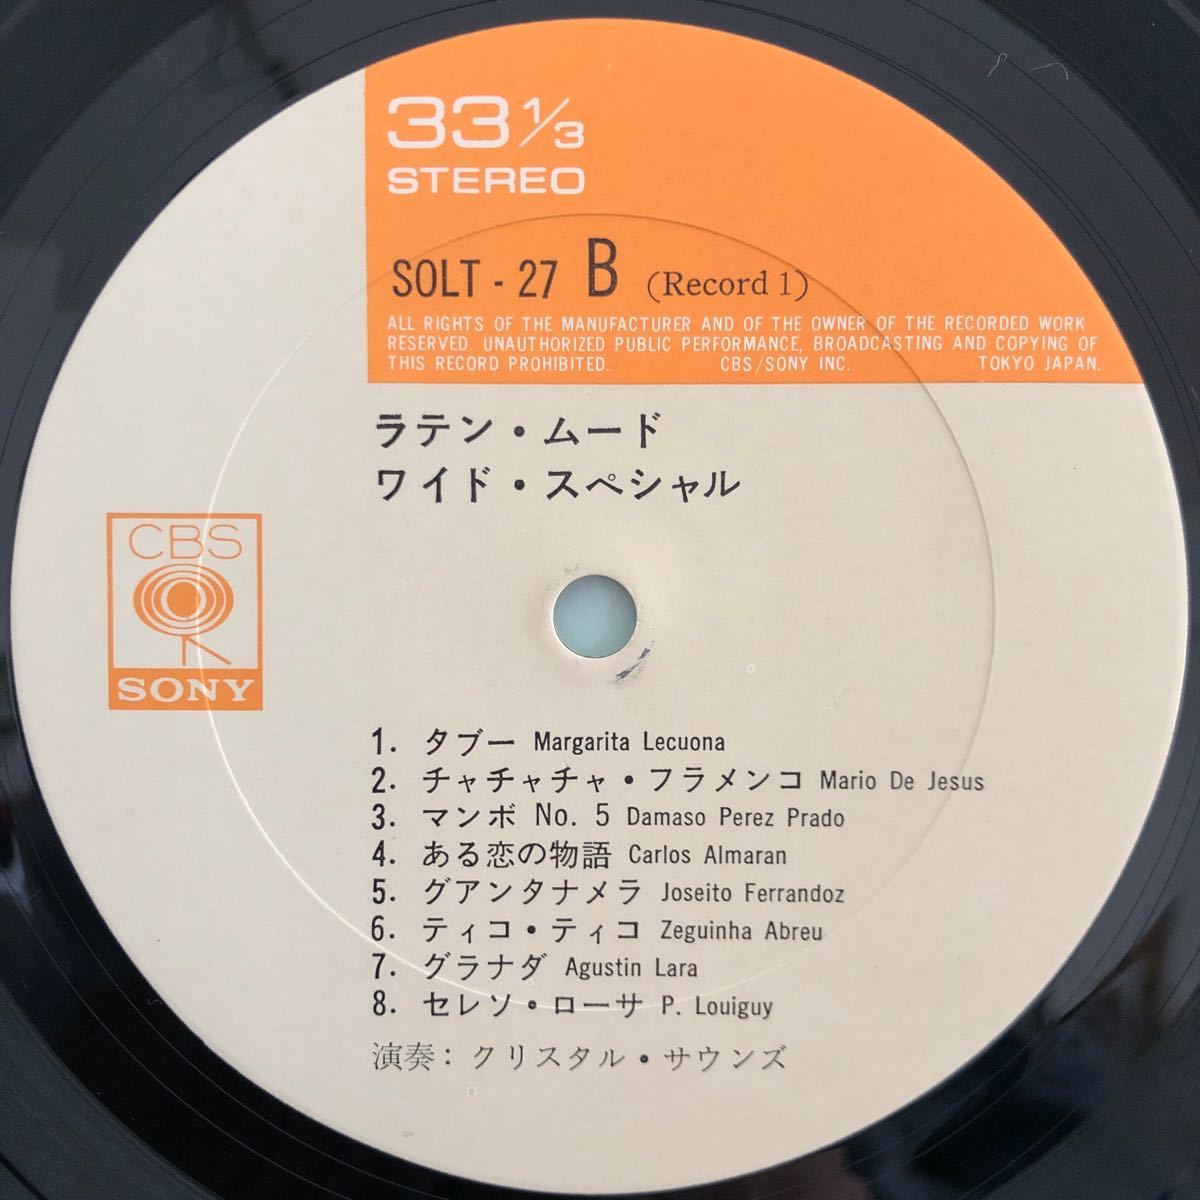 33 1/3
STEREO
SOLT - 27 B (Record 1)
ALL RIGHTS OF THE MANUFACTURER AND OF THE OWNER OF THE RECORDED WORK
RESERVED. UNAUTHORIZED PUBLIC PERFORMANCE, BROADCASTING AND COPYING OF
THIS RECORD PROHIBITED. CBS/SONY INC. TOKYO JAPAN.
ラテン・ムード
ワイド・スペシャル
CBS
SONY
1. タブー Margarita Lecuona
2. チャチャチャ・フラメンコ Mario De Jesus
3. マンボ No. 5 Damaso Perez Prado
4. ある恋の物語 Carlos Almaran
5. グアンタナメラ Joseito Ferrandoz
6. ティコ・ティコ Zeguinha Abreu
7. グラナダ Agustin Lara
8. セレソ・ローサ P. Louiguy
演奏: クリスタル・サウンズ